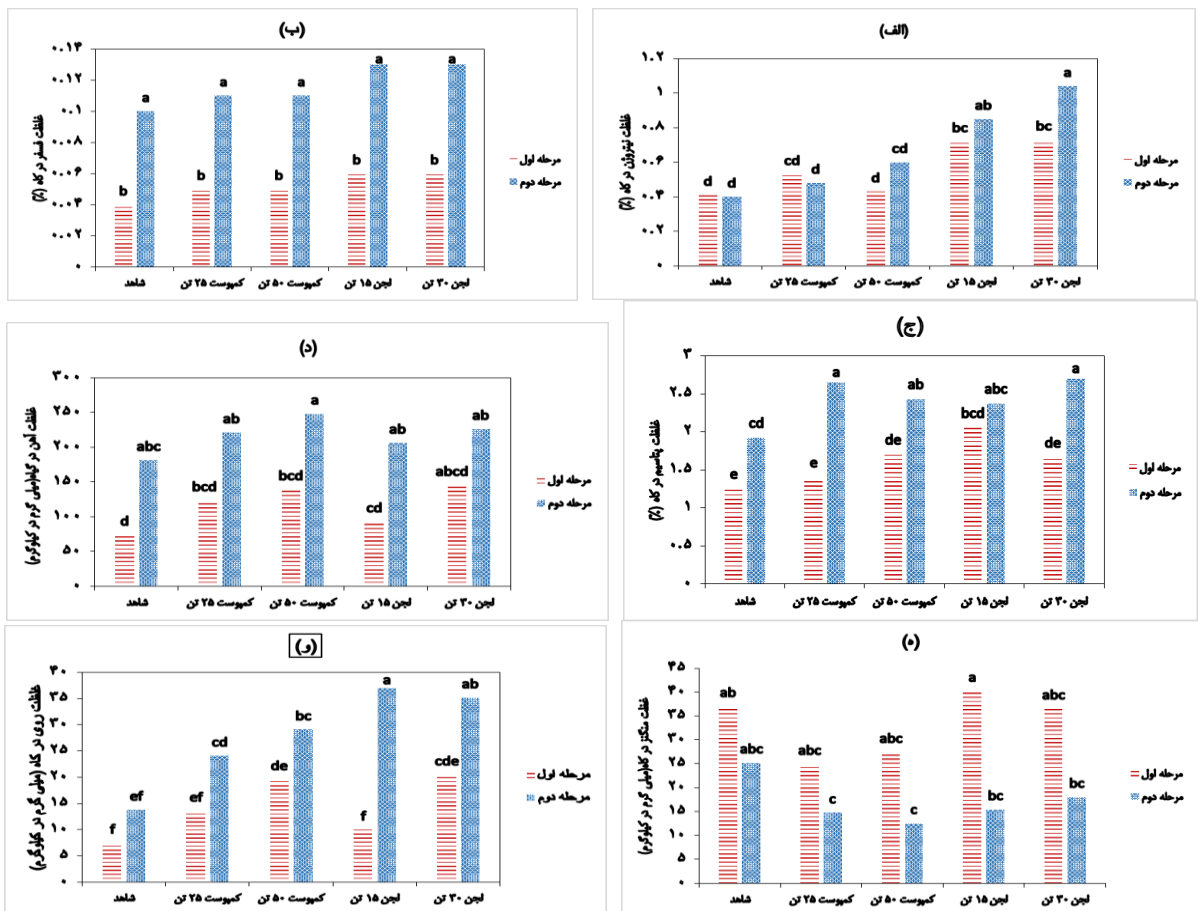 (الف)
غلظت نیتروژن در کاه (%)
۱.۲
۱
۰.۸
۰.۶
۰.۴
۰.۲
۰
d d cd d d cd bc ab bc a
شاهد کمپوست ۲۵ تن کمپوست ۵۰ تن لجن ۱۵ تن لجن ۳۰ تن
مرحله اول
مرحله دوم
(ب)
غلظت فسفر در کاه (%)
۰.۱۴
۰.۱۲
۰.۱
۰.۰۸
۰.۰۶
۰.۰۴
۰.۰۲
۰
b a b a b a b a b a
شاهد کمپوست ۲۵ تن کمپوست ۵۰ تن لجن ۱۵ تن لجن ۳۰ تن
مرحله اول
مرحله دوم
(ج)
غلظت پتاسیم در کاه (%)
۳
۲.۵
۲
۱.۵
۱
۰.۵
۰
e cd e a de ab bcd abc de a
شاهد کمپوست ۲۵ تن کمپوست ۵۰ تن لجن ۱۵ تن لجن ۳۰ تن
مرحله اول
مرحله دوم
(د)
غلظت آهن در گیاه(میلی گرم در کیلوگرم)
۳۰۰
۲۵۰
۲۰۰
۱۵۰
۱۰۰
۵۰
۰
d abc bcd ab bcd a cd ab abcd ab
شاهد کمپوست ۲۵ تن کمپوست ۵۰ تن لجن ۱۵ تن لجن ۳۰ تن
مرحله اول
مرحله دوم
(ه)
غلظت منگنز در کاه(میلی گرم در کیلوگرم)
۴۵
۴۰
۳۵
۳۰
۲۵
۲۰
۱۵
۱۰
۵
۰
ab abc abc c abc c a bc abc bc
شاهد کمپوست ۲۵ تن کمپوست ۵۰ تن لجن ۱۵ تن لجن ۳۰ تن
مرحله اول
مرحله دوم
(و)
غلظت روی در کاه (میلی گرم در کیلوگرم)
۴۰
۳۵
۳۰
۲۵
۲۰
۱۵
۱۰
۵
۰
f ef ef cd de bc f a cde ab
شاهد کمپوست ۲۵ تن کمپوست ۵۰ تن لجن ۱۵ تن لجن ۳۰ تن
مرحله اول
مرحله دوم